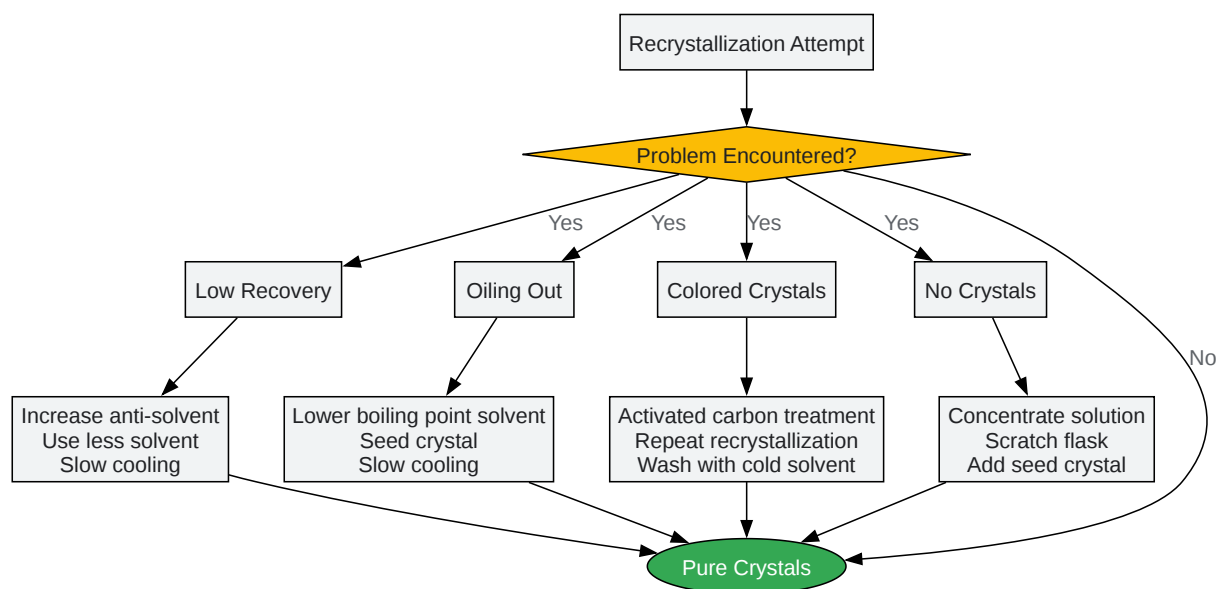 Recrystallization Attempt
Problem Encountered?
Yes
Yes
Yes
Yes
Low Recovery
Oiling Out
Colored Crystals
No Crystals
No
Increase anti-solvent
Use less solvent
Slow cooling
Lower boiling point solvent
Seed crystal
Slow cooling
Activated carbon treatment
Repeat recrystallization
Wash with cold solvent
Concentrate solution
Scratch flask
Add seed crystal
Pure Crystals